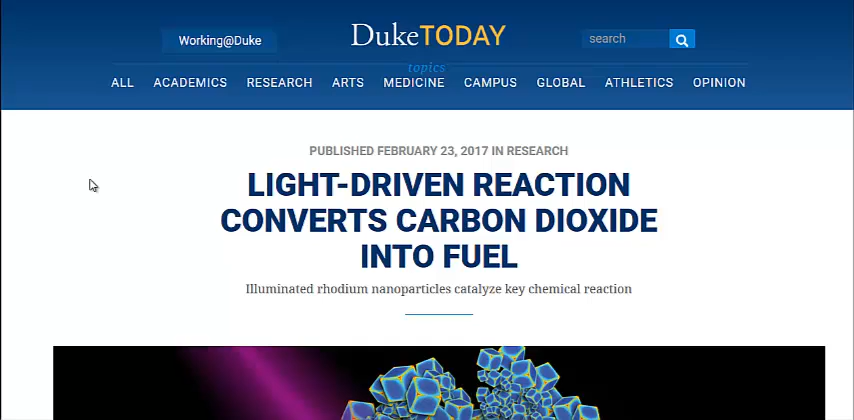 Working@Duke
DukeTODAY
search
topics
ALL ACADEMICS RESEARCH ARTS MEDICINE CAMPUS GLOBAL ATHLETICS OPINION
PUBLISHED FEBRUARY 23, 2017 IN RESEARCH
LIGHT-DRIVEN REACTION
CONVERTS CARBON DIOXIDE
INTO FUEL
Illuminated rhodium nanoparticles catalyze key chemical reaction